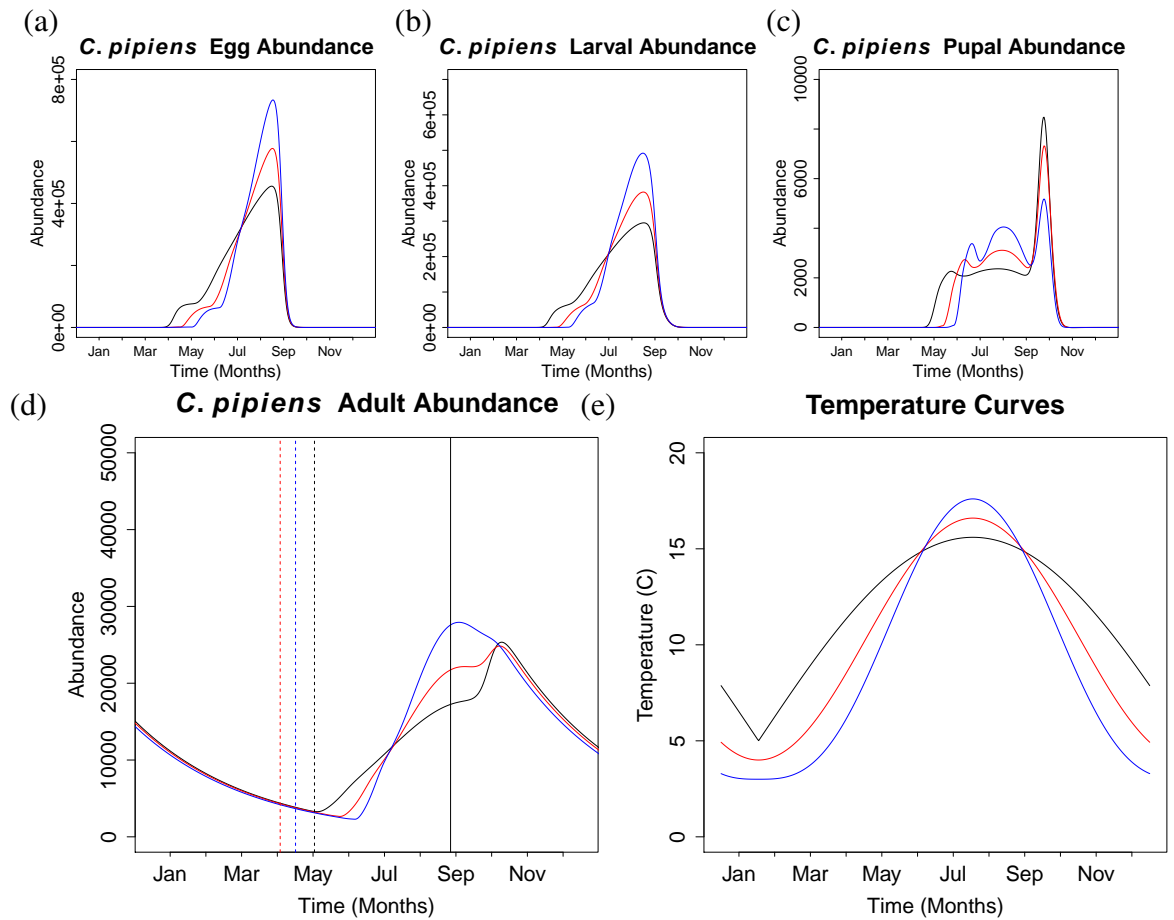 (a)
C. pipiens Egg Abundance
Abundance
0e+00 4e+05 8e+05
Jan Mar May Jul Sep Nov
Time (Months)
(b)
C. pipiens Larval Abundance
Abundance
0e+00 2e+05 4e+05 6e+05
Jan Mar May Jul Sep Nov
Time (Months)
(c)
C. pipiens Pupal Abundance
Abundance
0 2000 6000 10000
Jan Mar May Jul Sep Nov
Time (Months)
(d)
C. pipiens Adult Abundance
Abundance
0 10000 20000 30000 40000 50000
Jan Mar May Jul Sep Nov
Time (Months)
(e)
Temperature Curves
Temperature (C)
0 5 10 15 20
Jan Mar May Jul Sep Nov
Time (Months)